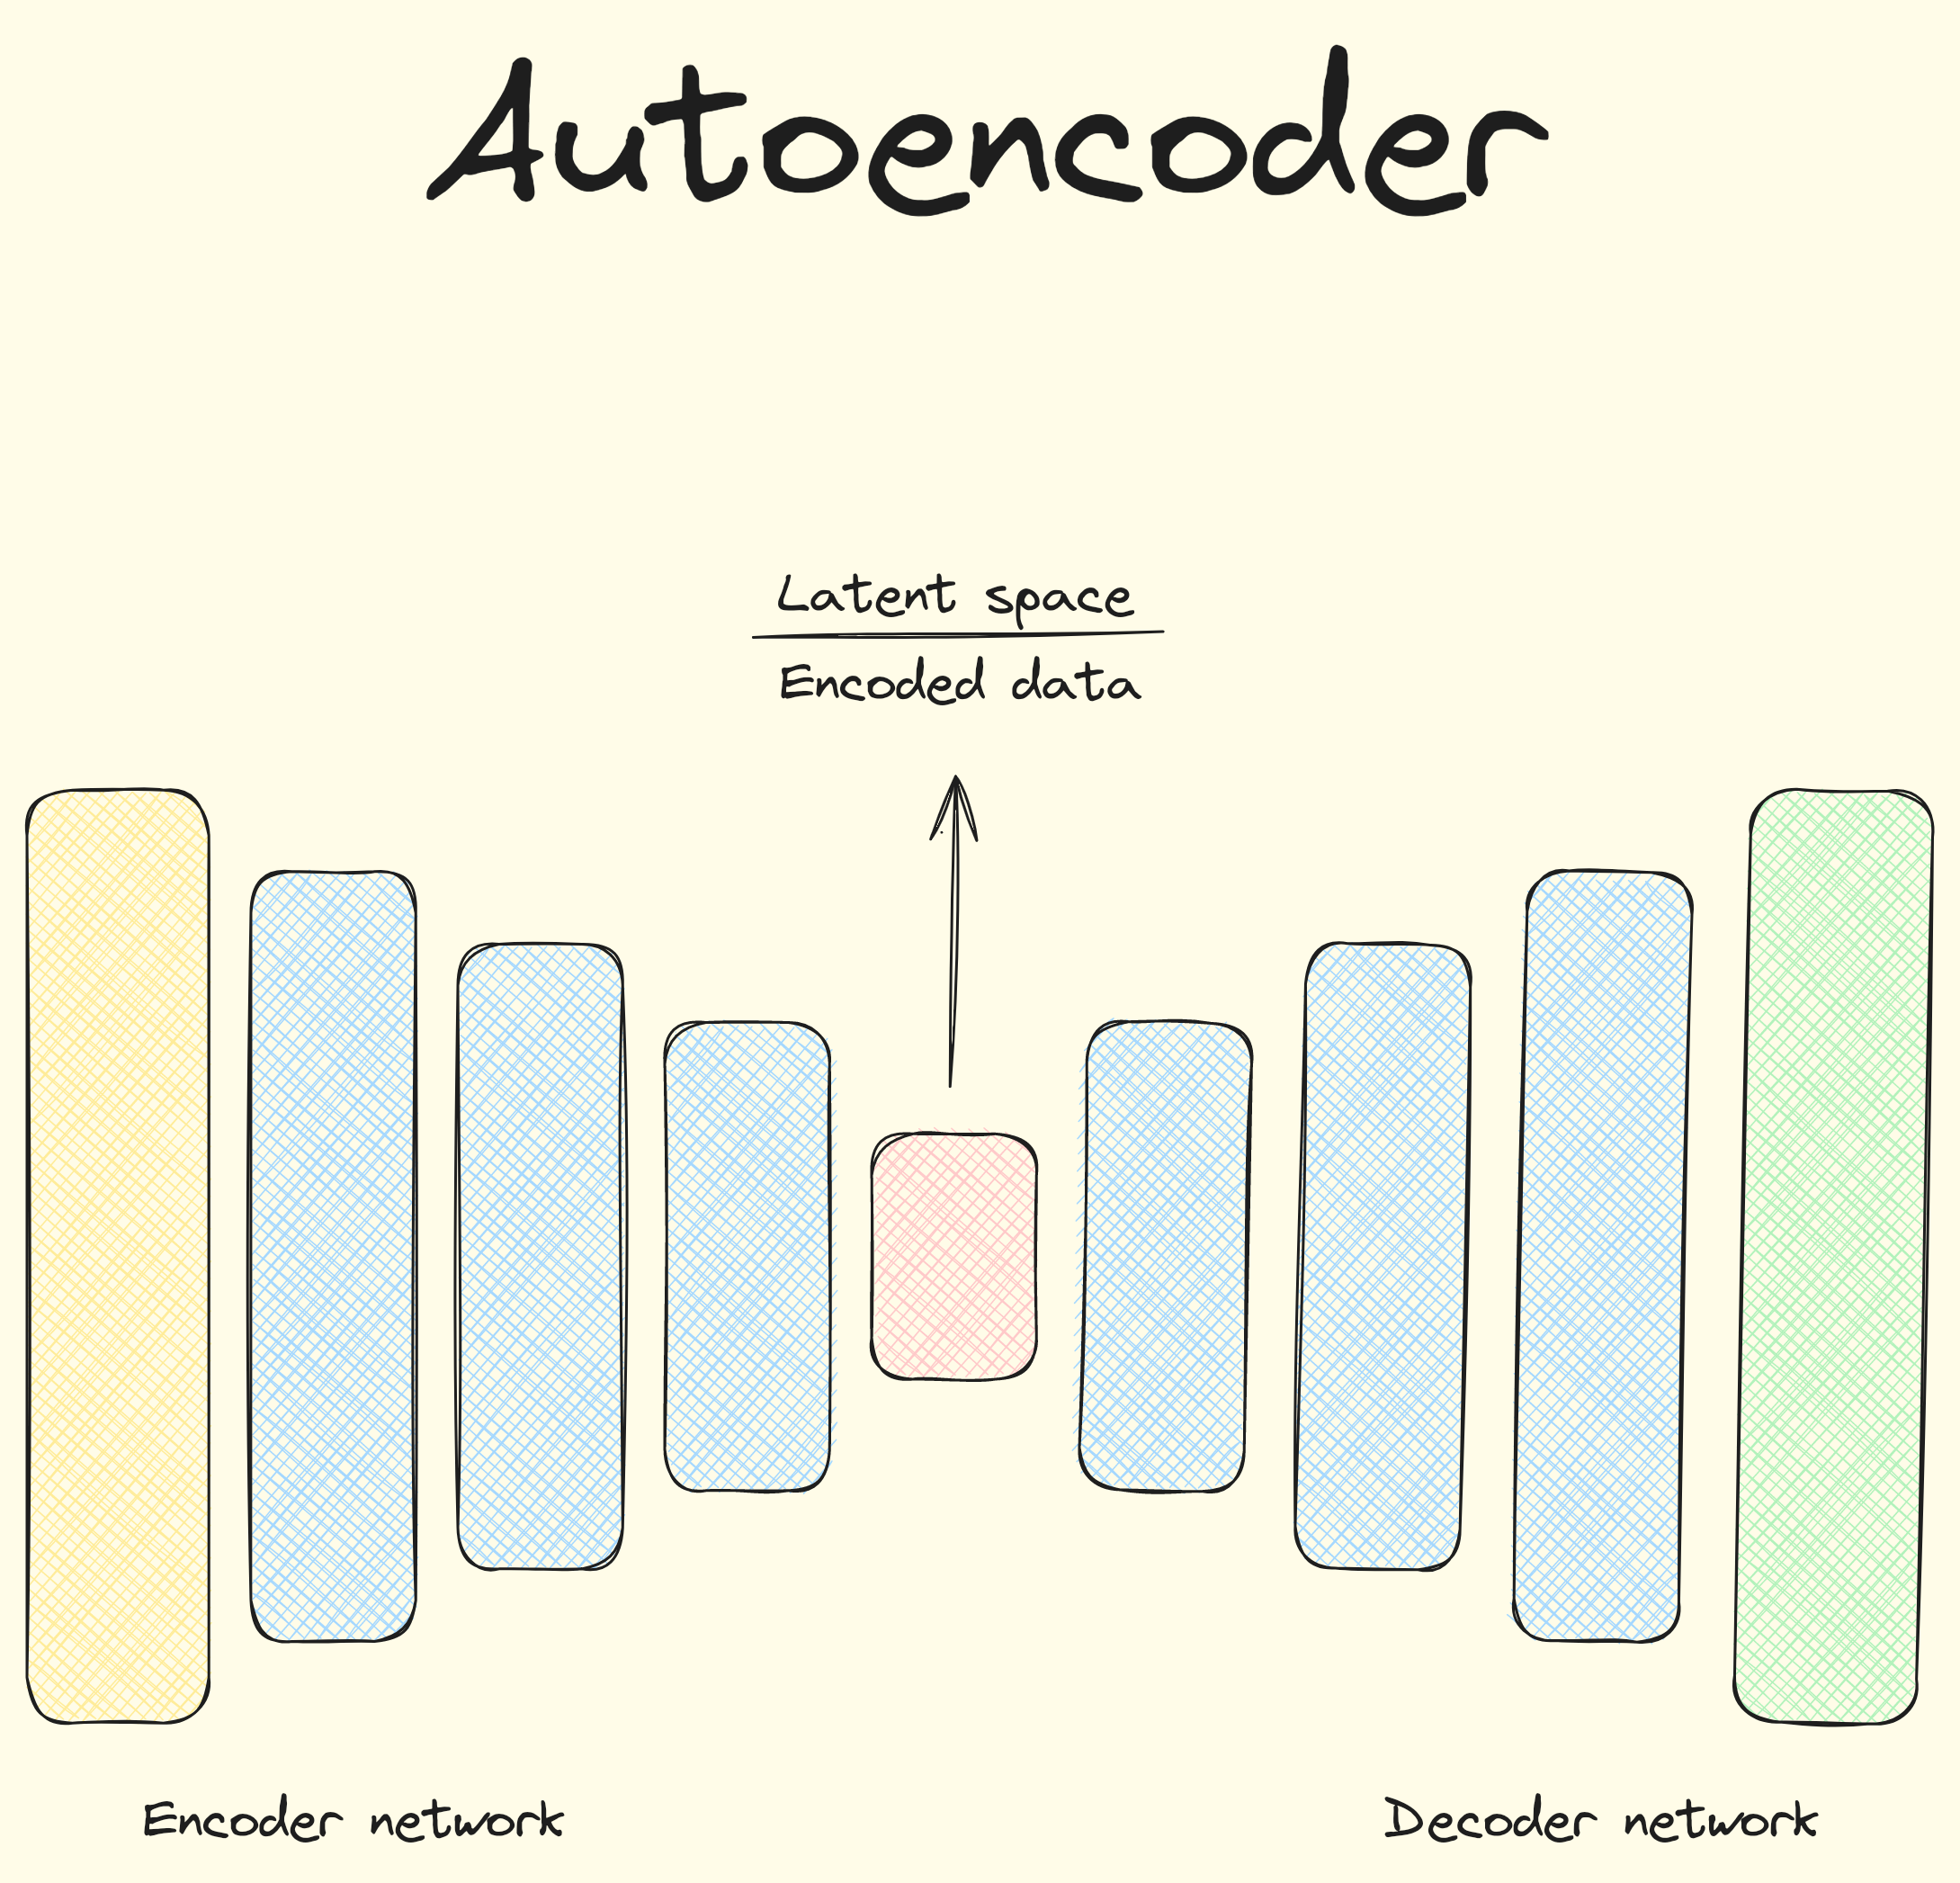 Autoencoder
Latent space
Encoded data
Encoder network
Decoder network